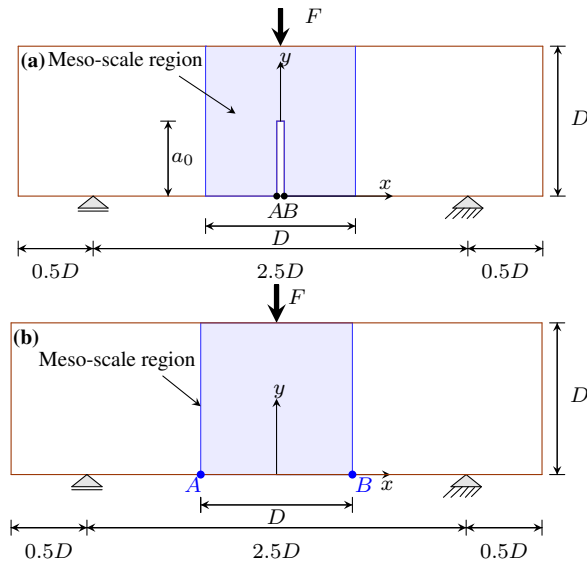 F
(a)
Meso-scale region
y
D
a₀
x
AB
D
0.5D 2.5D 0.5D
F
(b)
Meso-scale region
y
D
A B x
D
0.5D 2.5D 0.5D